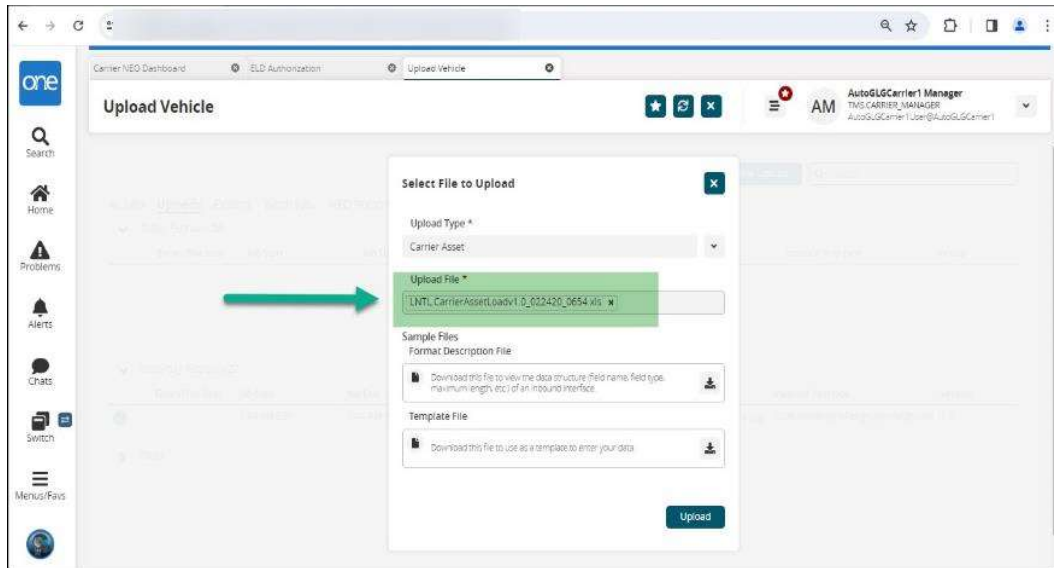 Carrier NEO Dashboard
ELD Authorization
Upload Vehicle
one
Upload Vehicle
AM
AutoGLGCarrier1 Manager
TMS.CARRIER_MANAGER
AutoGLGCarrier1User@AutoGLGCarrier1
Search
Home
Problems
Alerts
Chats
Switch
Menus/Favs
Select File to Upload
Upload Type *
Carrier Asset
Upload File *
LNTL.CarrierAssetLoadv1.0_022420_0654.xls
Sample Files
Format Description File
Download this file to view the data structure (field name, field type,
maximum length, etc.) of an inbound interface.
Template File
Download this file to use as a template to enter your data.
Upload